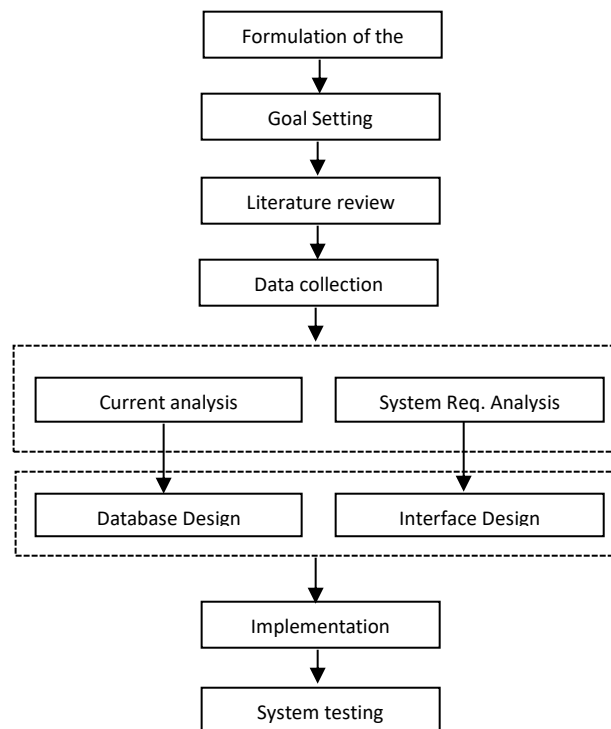 Formulation of the
Goal Setting
Literature review
Data collection
Current analysis
System Req. Analysis
Database Design
Interface Design
Implementation
System testing